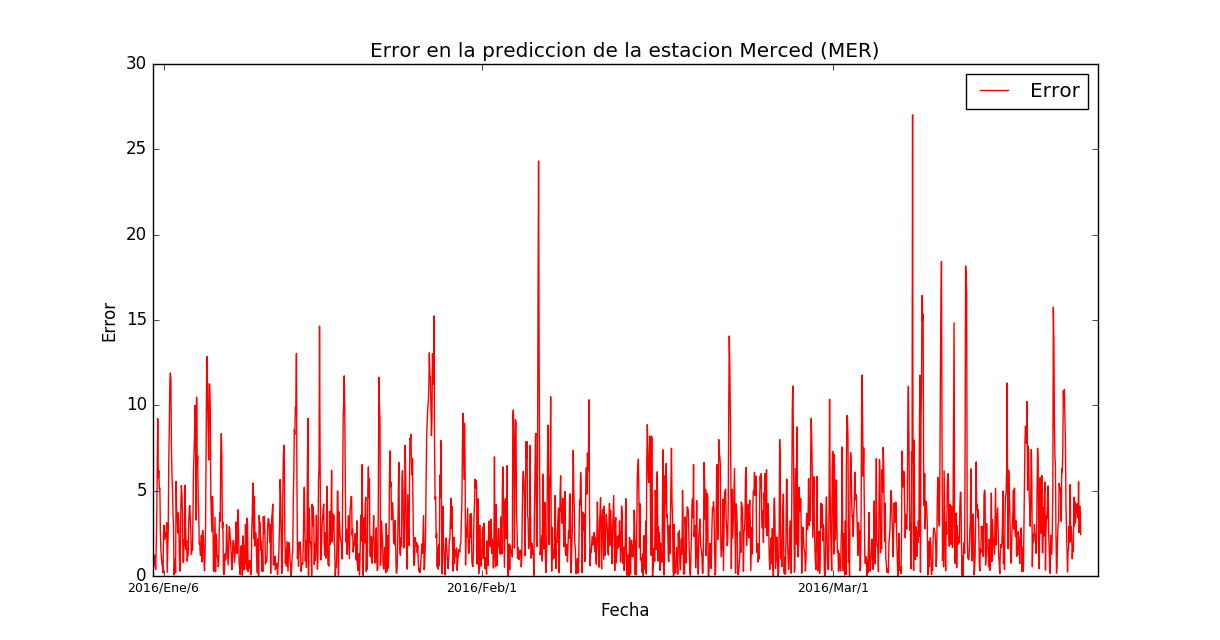 Error en la prediccion de la estacion Merced (MER)
Error
30
25
20
15
10
5
0
Error
2016/Ene/6
2016/Feb/1
2016/Mar/1
Fecha